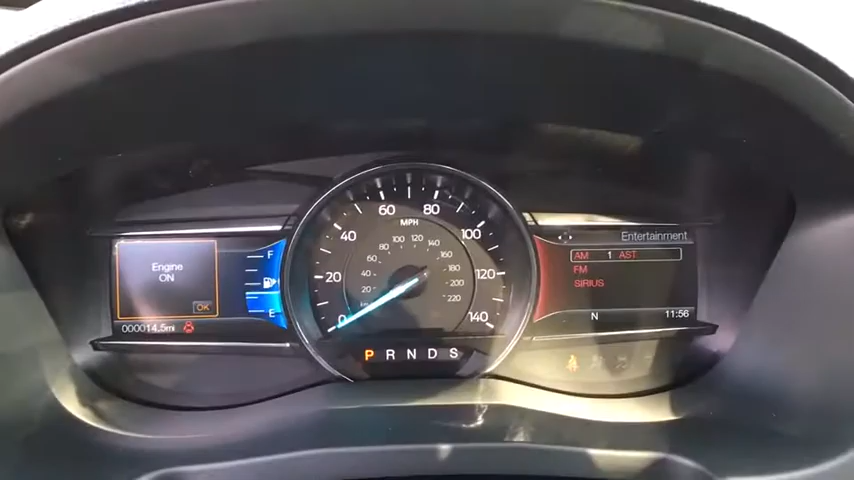 Engine
ON
OK
000014.5mi
F
E
MPH
0
20
40
60
80
100
120
140
km/h
20
40
60
80
100
120
140
160
180
200
220
P R N D S
Entertainment
AM 1 AST
FM
SIRIUS
N
11:56